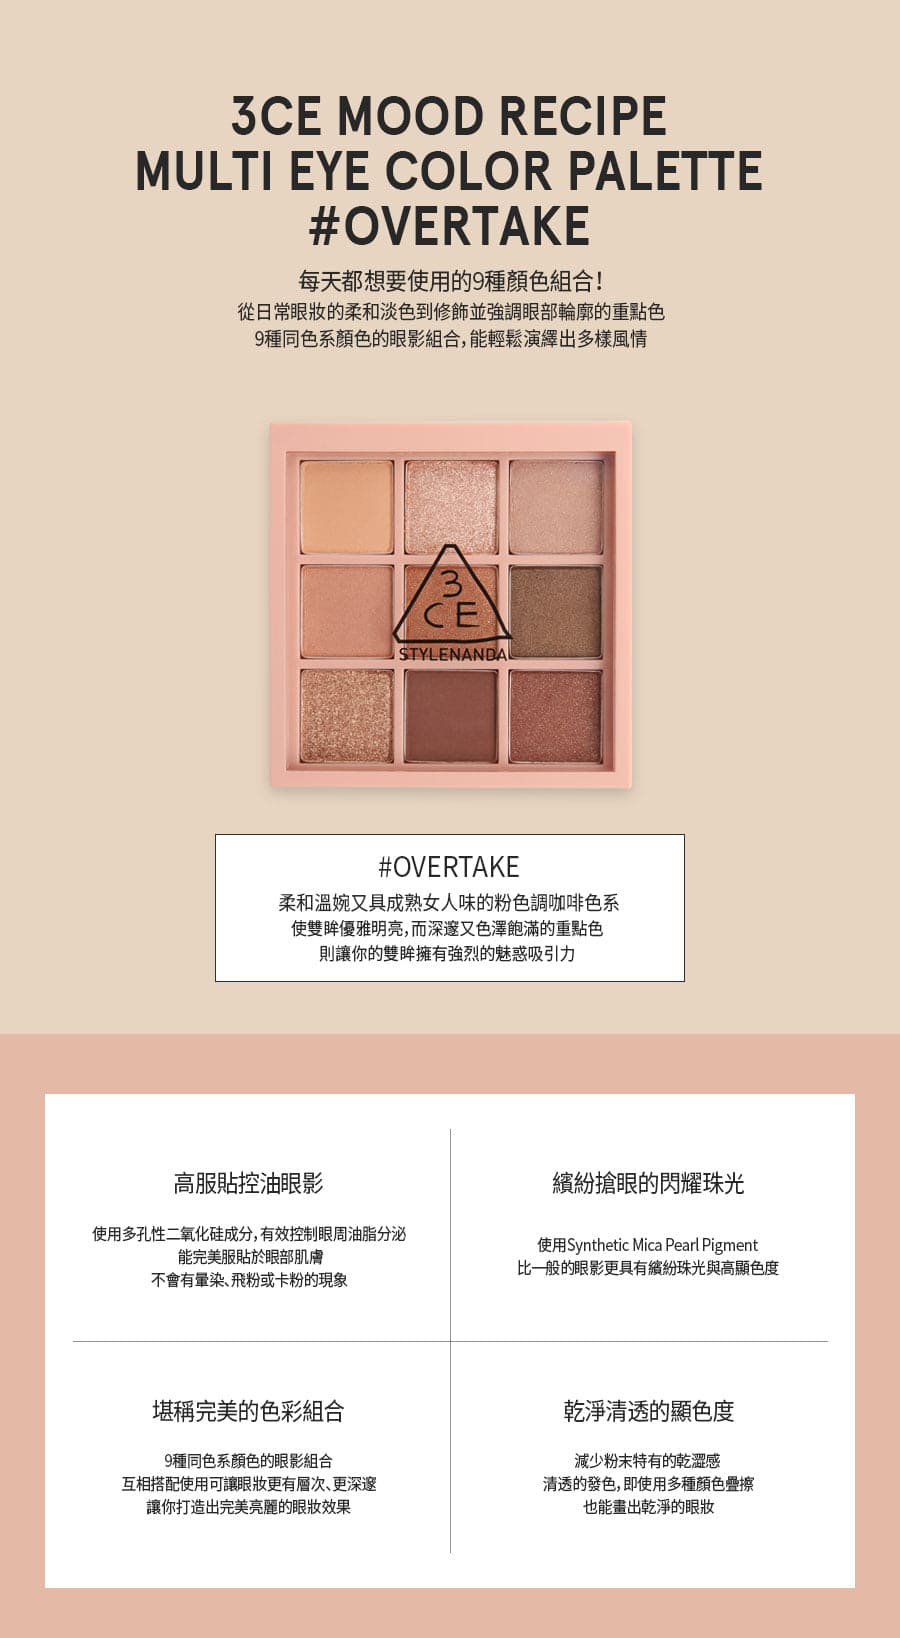 3CE MOOD RECIPE
MULTI EYE COLOR PALETTE
#OVERTAKE
每天都想要使用的9種顏色組合!
從日常眼妝的柔和淡色到修飾並強調眼部輪廓的重點色
9種同色系顏色的眼影組合,能輕鬆演繹出多樣風情
3
CE
STYLENANDA
#OVERTAKE
柔和溫婉又具成熟女人味的粉色調咖啡色系
使雙眸優雅明亮,而深邃又色澤飽滿的重點色
則讓你的雙眸擁有強烈的魅惑吸引力
高服貼控油眼影
使用多孔性二氧化硅成分,有效控制眼周油脂分泌
能完美服貼於眼部肌膚
不會有暈染、飛粉或卡粉的現象
繽紛搶眼的閃耀珠光
使用Synthetic Mica Pearl Pigment
比一般的眼影更具有繽紛珠光與高顯色度
堪稱完美的色彩組合
9種同色系顏色的眼影組合
互相搭配使用可讓眼妝更有層次、更深邃
讓你打造出完美亮麗的眼妝效果
乾淨清透的顯色度
減少粉末特有的乾澀感
清透的發色,即使用多種顏色疊擦
也能畫出乾淨的眼妝